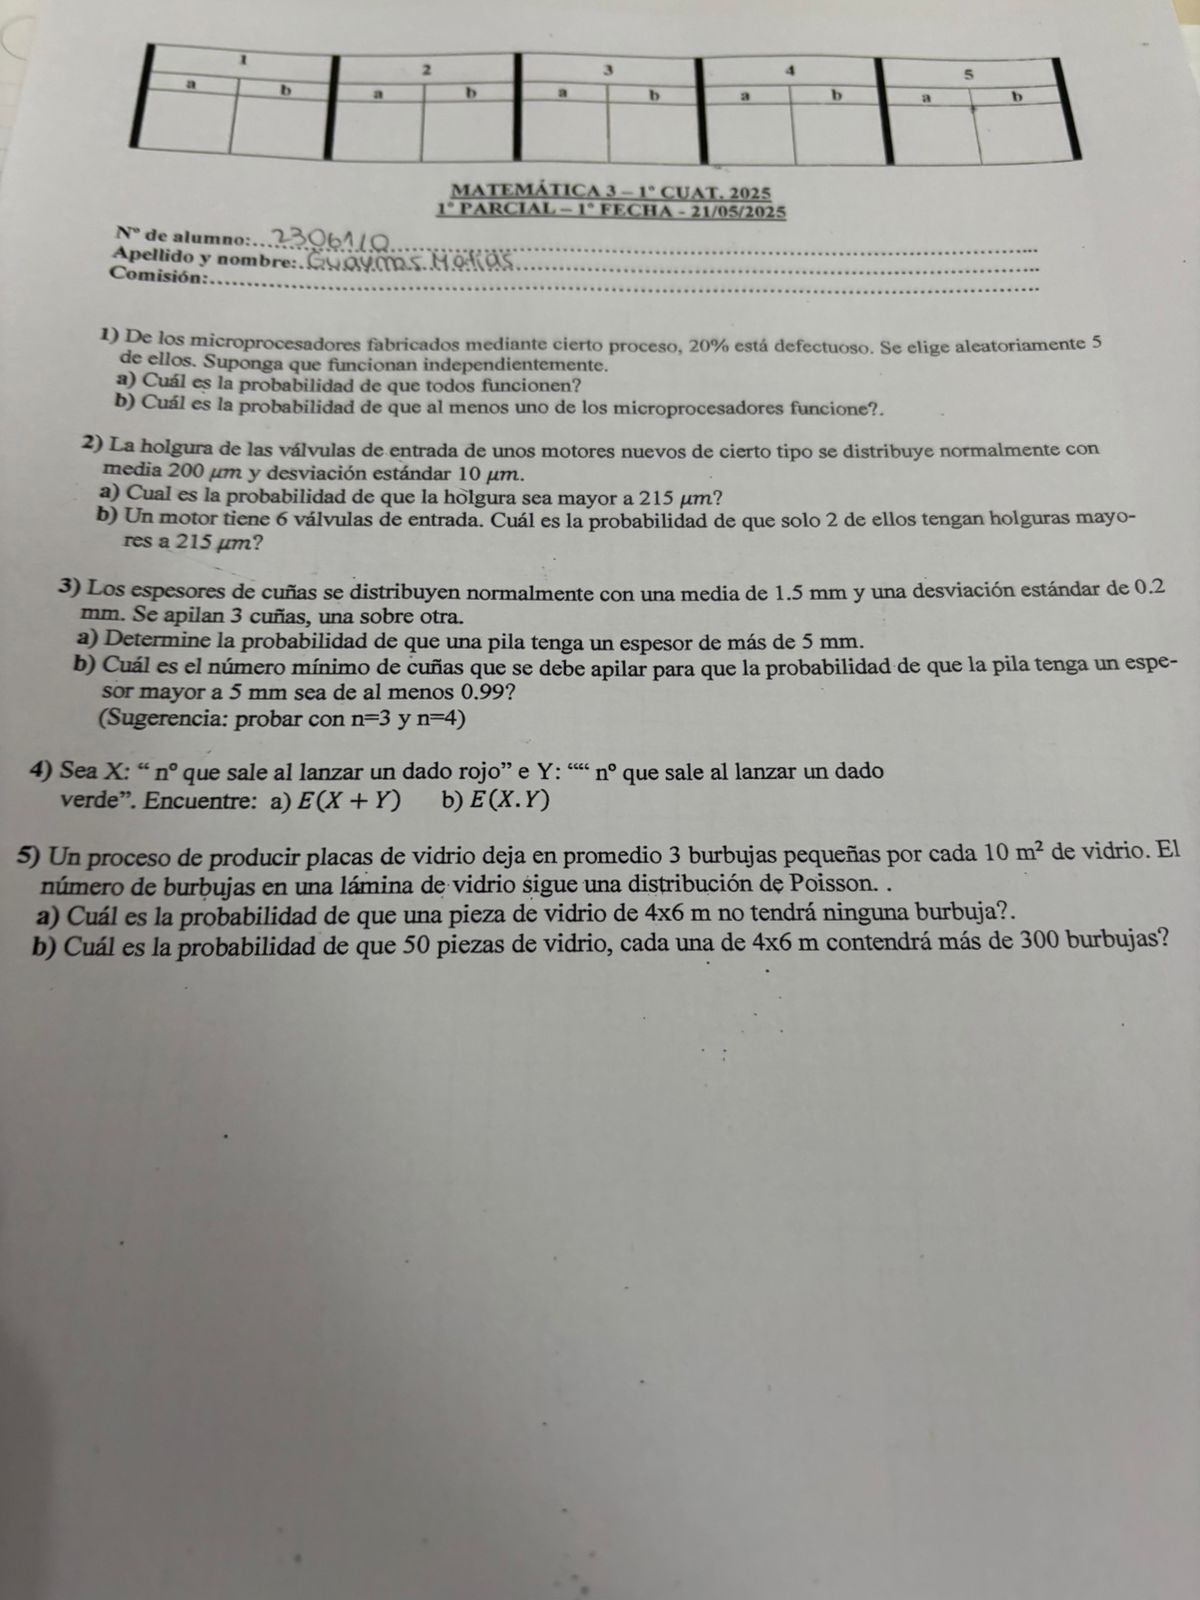 1 2 3 4 5
a b a b a b a b a b
MATEMÁTICA 3 – 1° CUAT. 2025
1° PARCIAL – 1° FECHA - 21/05/2025
N° de alumno:...
Apellido y nombre:. Guaymas Matias
Comisión:
1) De los microprocesadores fabricados mediante cierto proceso, 20% está defectuoso. Se elige aleatoriamente 5
de ellos. Suponga que funcionan independientemente.
a) Cuál es la probabilidad de que todos funcionen?
b) Cuál es la probabilidad de que al menos uno de los microprocesadores funcione?.
2) La holgura de las válvulas de entrada de unos motores nuevos de cierto tipo se distribuye normalmente con
media 200 μm y desviación estándar 10 μm.
a) Cual es la probabilidad de que la holgura sea mayor a 215 μm?
b) Un motor tiene 6 válvulas de entrada. Cuál es la probabilidad de que solo 2 de ellos tengan holguras mayo-
res a 215 μm?
3) Los espesores de cuñas se distribuyen normalmente con una media de 1.5 mm y una desviación estándar de 0.2
mm. Se apilan 3 cuñas, una sobre otra.
a) Determine la probabilidad de que una pila tenga un espesor de más de 5 mm.
b) Cuál es el número mínimo de cuñas que se debe apilar para que la probabilidad de que la pila tenga un espe-
sor mayor a 5 mm sea de al menos 0.99?
(Sugerencia: probar con n=3 y n=4)
4) Sea X: “ n° que sale al lanzar un dado rojo” e Y: ““ n° que sale al lanzar un dado
verde”. Encuentre: a) E(X + Y) b) E(X.Y)
5) Un proceso de producir placas de vidrio deja en promedio 3 burbujas pequeñas por cada 10 m² de vidrio. El
número de burbujas en una lámina de vidrio sigue una distribución de Poisson. .
a) Cuál es la probabilidad de que una pieza de vidrio de 4x6 m no tendrá ninguna burbuja?.
b) Cuál es la probabilidad de que 50 piezas de vidrio, cada una de 4x6 m contendrá más de 300 burbujas?